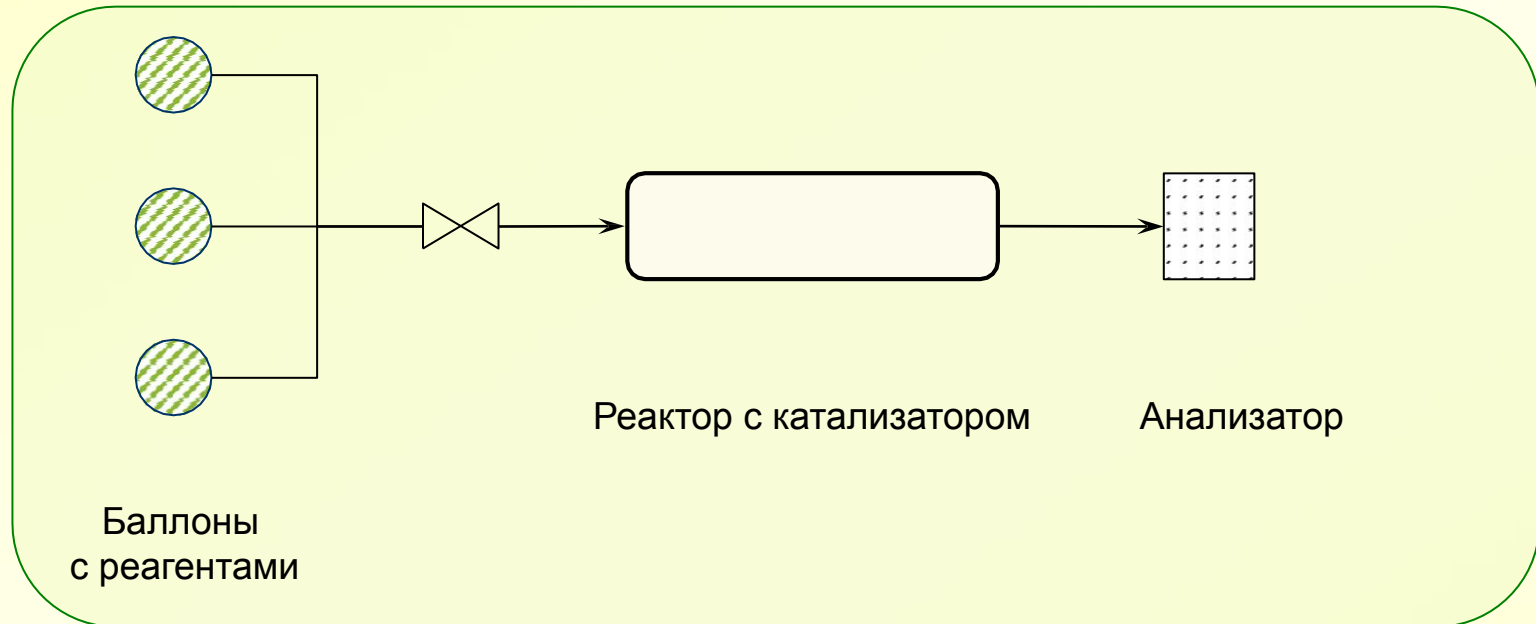 Реактор с катализатором
Анализатор
Баллоны
с реагентами